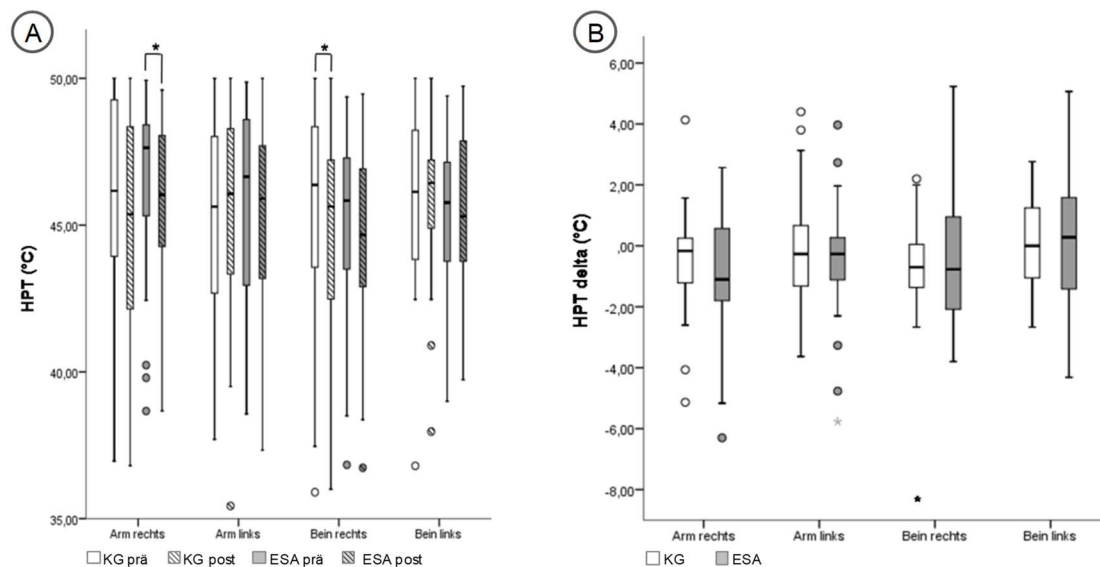 A
*
*
HPT (°C)
50,00
45,00
40,00
35,00
Arm rechts Arm links Bein rechts Bein links
KG prä KG post ESA prä ESA post
B
HPT delta (°C)
6,00
4,00
2,00
,00
-2,00
-4,00
-6,00
-8,00
*
*
Arm rechts Arm links Bein rechts Bein links
KG ESA